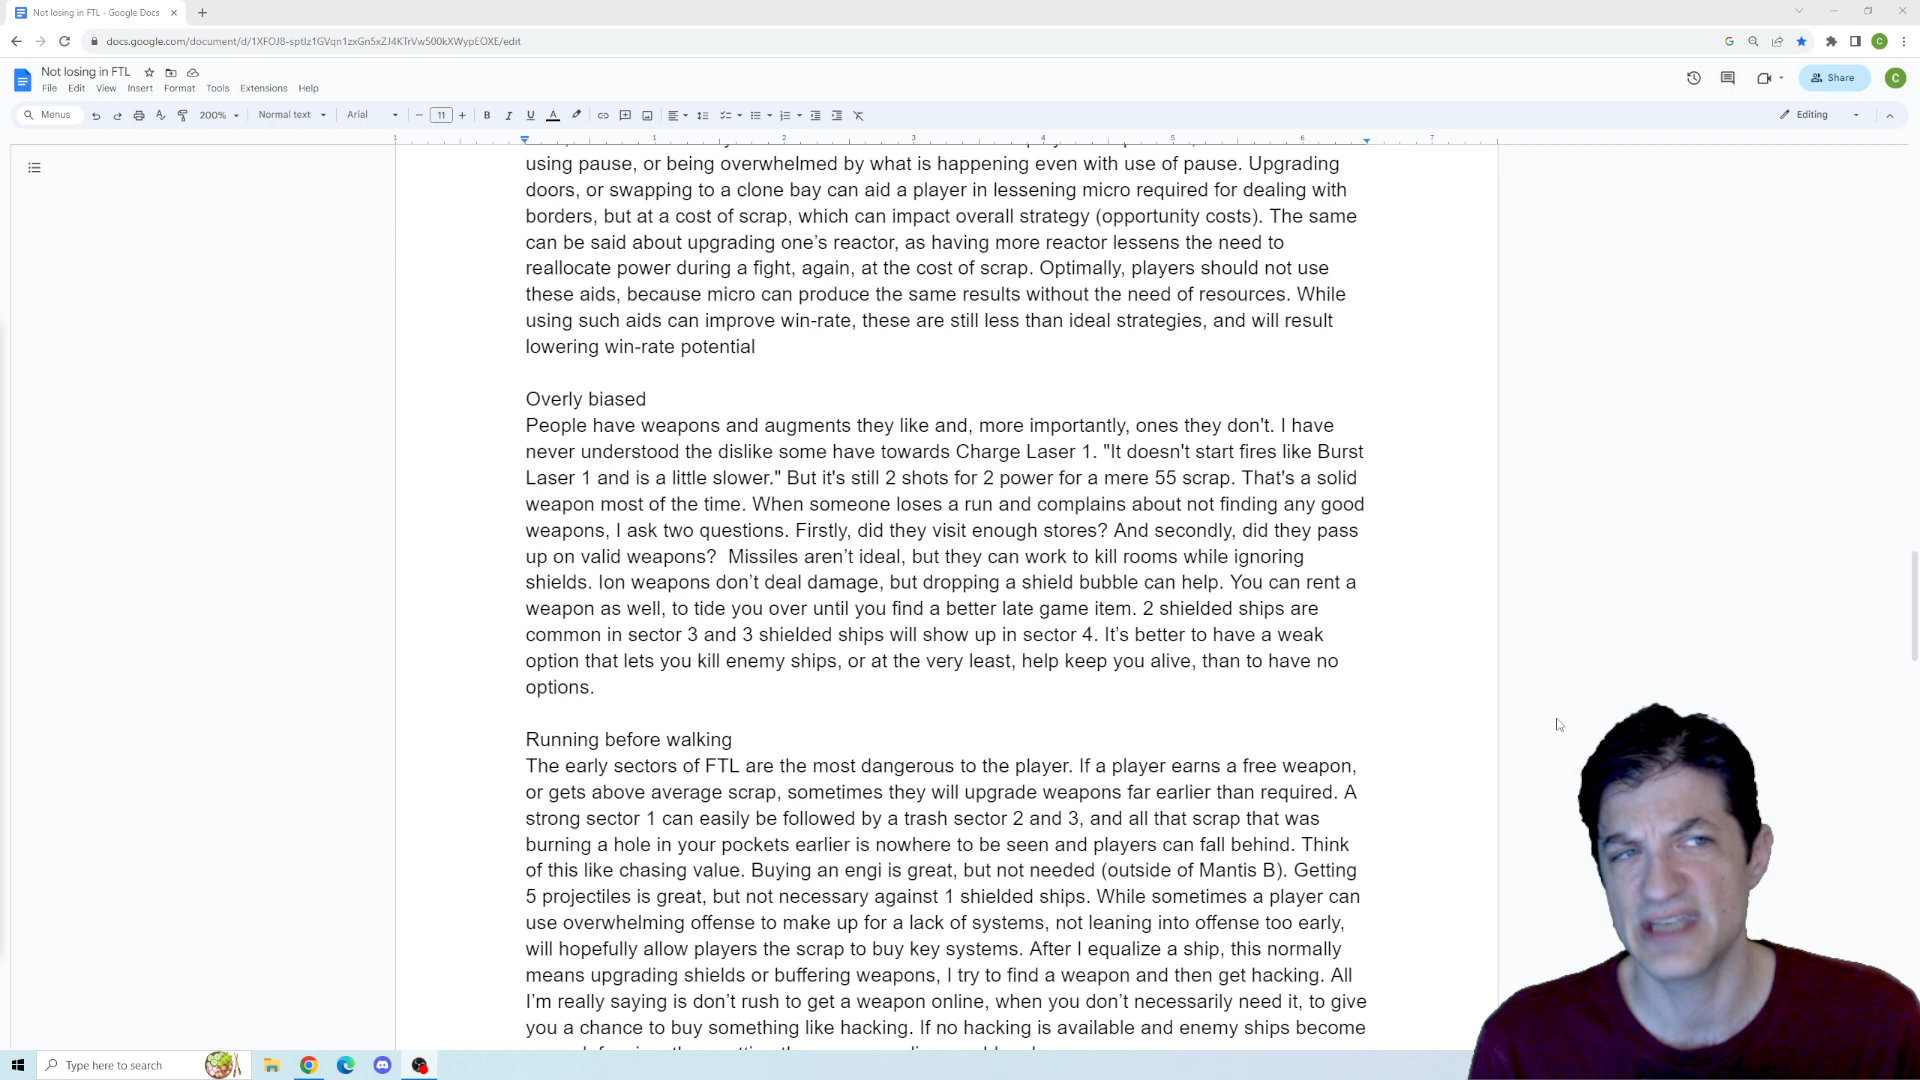 Not losing in FTL - Google Docs
docs.google.com/document/d/1XFOJ8-sptlz1GVqn1zxGn5xZJ4KTrVw500kXWypEOXE/edit
Not losing in FTL
File Edit View Insert Format Tools Extensions Help
Share
C
Menus 200% Normal text Arial 11 Editing
1 1 2 3 4 5 6 7
using pause, or being overwhelmed by what is happening even with use of pause. Upgrading
doors, or swapping to a clone bay can aid a player in lessening micro required for dealing with
borders, but at a cost of scrap, which can impact overall strategy (opportunity costs). The same
can be said about upgrading one’s reactor, as having more reactor lessens the need to
reallocate power during a fight, again, at the cost of scrap. Optimally, players should not use
these aids, because micro can produce the same results without the need of resources. While
using such aids can improve win-rate, these are still less than ideal strategies, and will result
lowering win-rate potential
Overly biased
People have weapons and augments they like and, more importantly, ones they don't. I have
never understood the dislike some have towards Charge Laser 1. "It doesn't start fires like Burst
Laser 1 and is a little slower." But it's still 2 shots for 2 power for a mere 55 scrap. That's a solid
weapon most of the time. When someone loses a run and complains about not finding any good
weapons, I ask two questions. Firstly, did they visit enough stores? And secondly, did they pass
up on valid weapons?  Missiles aren’t ideal, but they can work to kill rooms while ignoring
shields. Ion weapons don’t deal damage, but dropping a shield bubble can help. You can rent a
weapon as well, to tide you over until you find a better late game item. 2 shielded ships are
common in sector 3 and 3 shielded ships will show up in sector 4. It’s better to have a weak
option that lets you kill enemy ships, or at the very least, help keep you alive, than to have no
options.
Running before walking
The early sectors of FTL are the most dangerous to the player. If a player earns a free weapon,
or gets above average scrap, sometimes they will upgrade weapons far earlier than required. A
strong sector 1 can easily be followed by a trash sector 2 and 3, and all that scrap that was
burning a hole in your pockets earlier is nowhere to be seen and players can fall behind. Think
of this like chasing value. Buying an engi is great, but not needed (outside of Mantis B). Getting
5 projectiles is great, but not necessary against 1 shielded ships. While sometimes a player can
use overwhelming offense to make up for a lack of systems, not leaning into offense too early,
will hopefully allow players the scrap to buy key systems. After I equalize a ship, this normally
means upgrading shields or buffering weapons, I try to find a weapon and then get hacking. All
I’m really saying is don’t rush to get a weapon online, when you don’t necessarily need it, to give
you a chance to buy something like hacking. If no hacking is available and enemy ships become
Type here to search